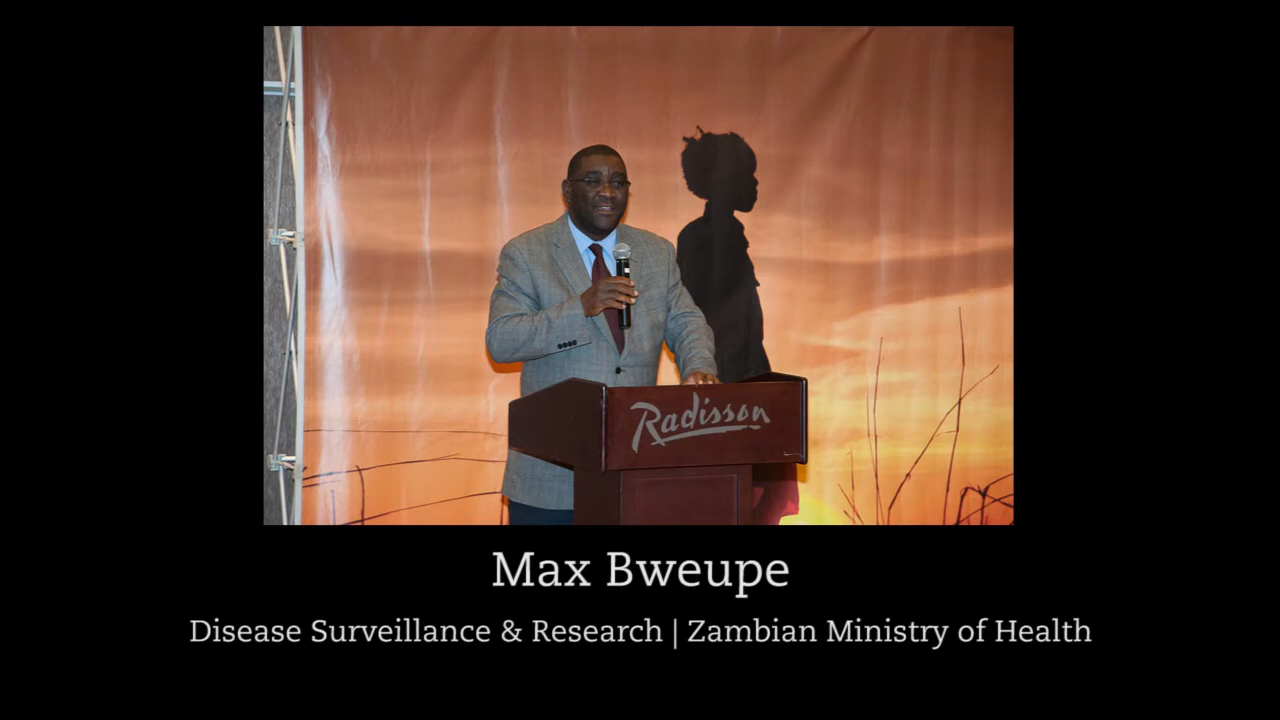 Radisson
Max Bweupe
Disease Surveillance & Research | Zambian Ministry of Health